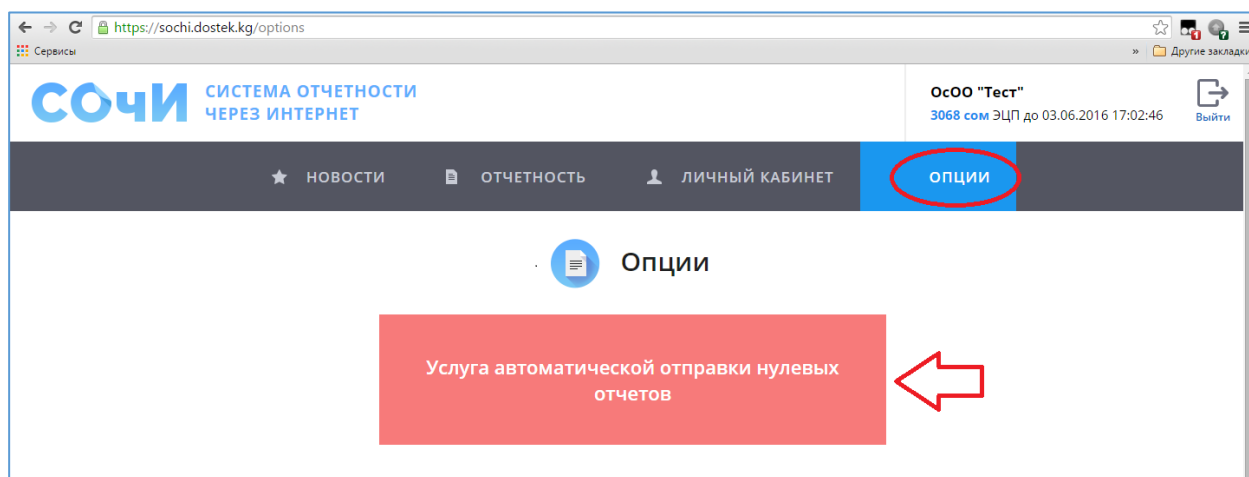 https://sochi.dostek.kg/options
Сервисы
» Другие закладки
СОчИ СИСТЕМА ОТЧЕТНОСТИ
ЧЕРЕЗ ИНТЕРНЕТ
ОсОО "Тест"
3068 сом ЭЦП до 03.06.2016 17:02:46
Выйти
НОВОСТИ ОТЧЕТНОСТЬ ЛИЧНЫЙ КАБИНЕТ ОПЦИИ
Опции
Услуга автоматической отправки нулевых
отчетов